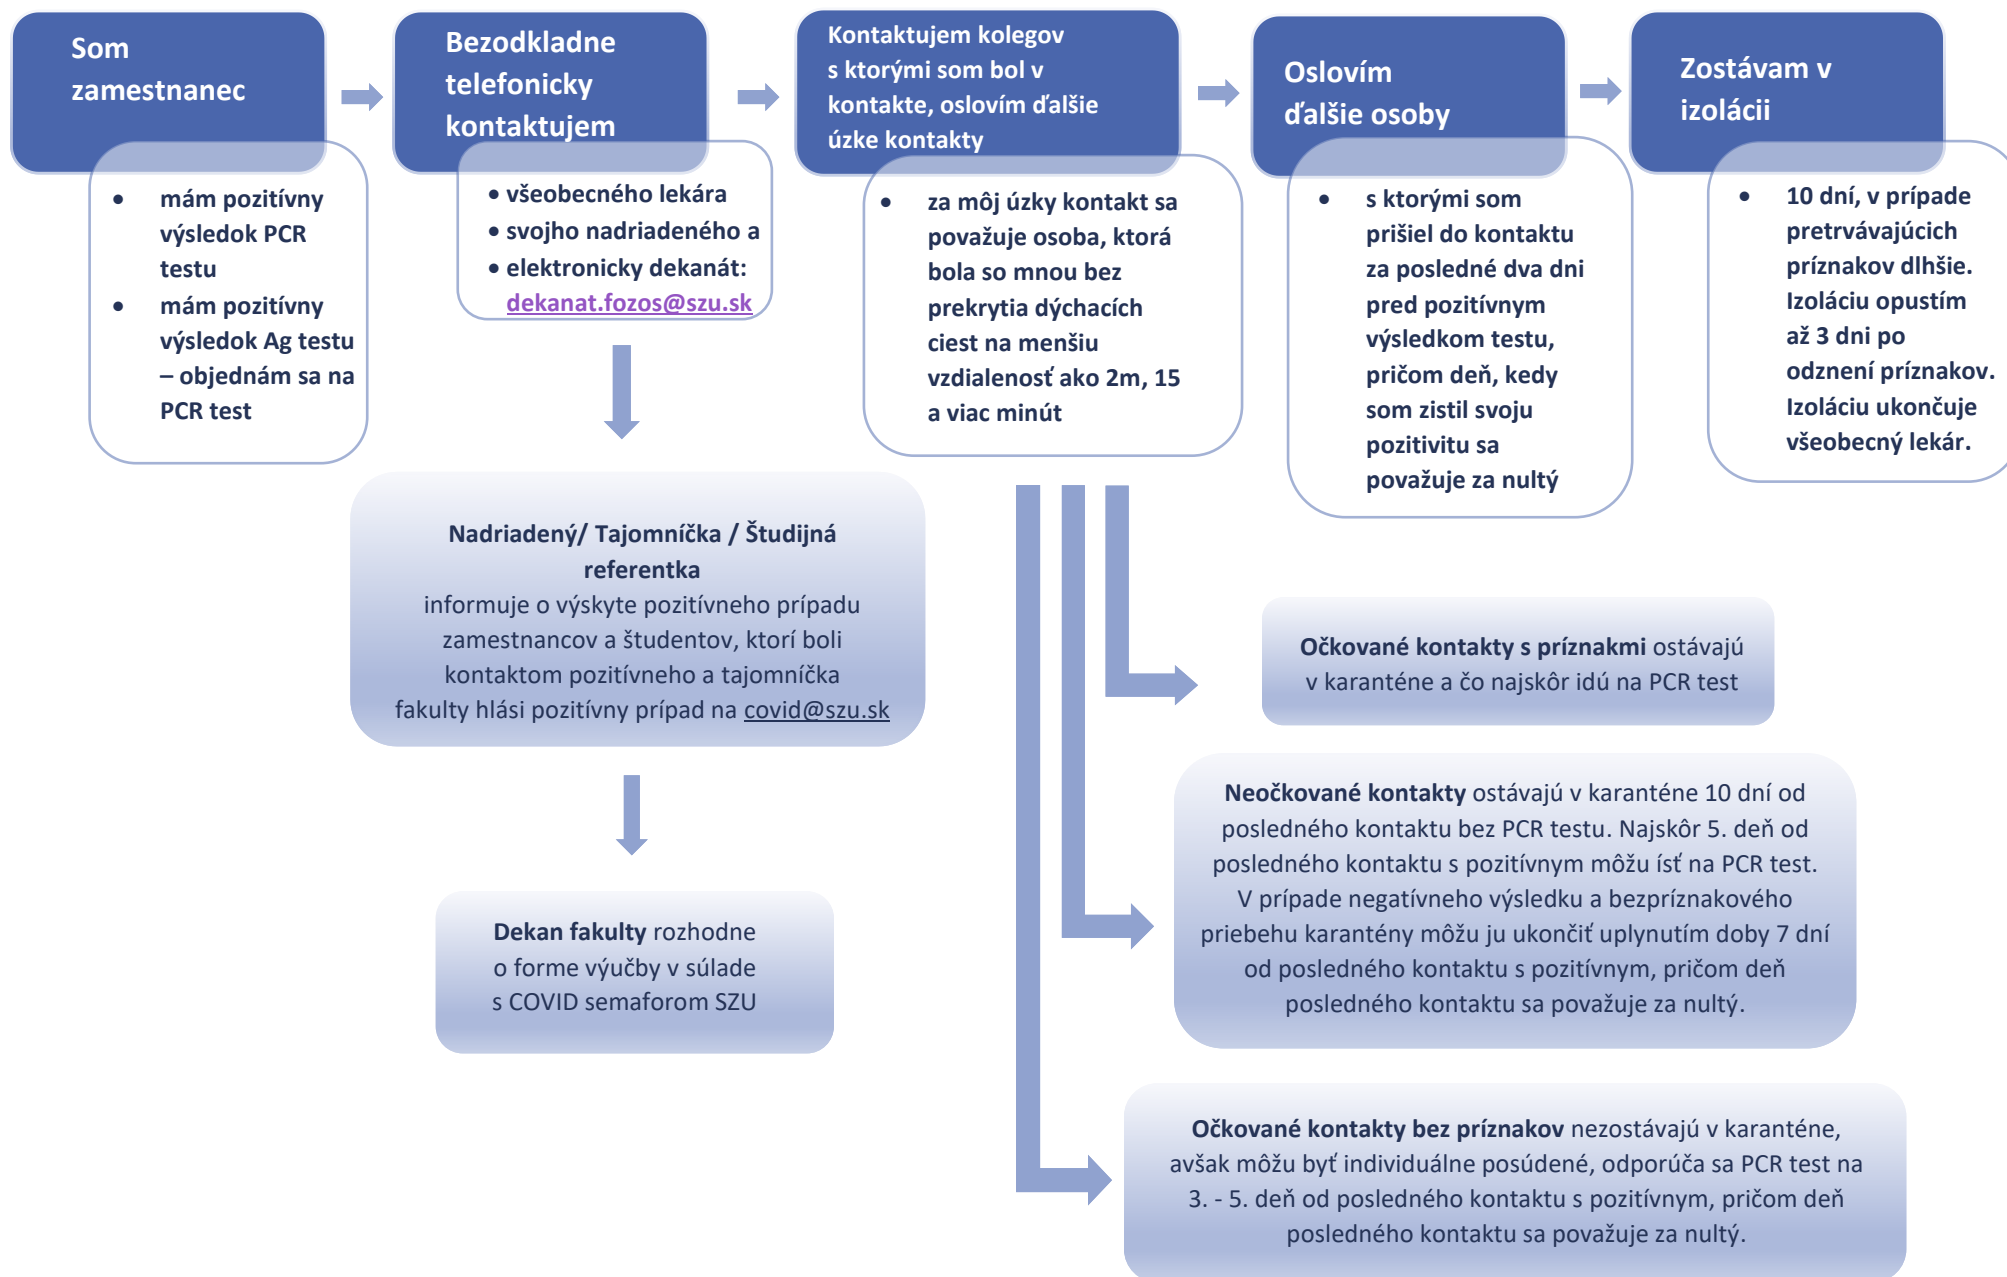 Som
zamestnanec
mám pozitívny
výsledok PCR
testu
mám pozitívny
výsledok Ag testu
– objednám sa na
PCR test
Bezodkladne
telefonicky
kontaktujem
• všeobecného lekára
• svojho nadriadeného a
• elektronicky dekanát:
dekanat.fozos@szu.sk
Kontaktujem kolegov
s ktorými som bol v
kontakte, oslovím ďalšie
úzke kontakty
za môj úzky kontakt sa
považuje osoba, ktorá
bola so mnou bez
prekrytia dýchacích
ciest na menšiu
vzdialenosť ako 2m, 15
a viac minút
Oslovím
ďalšie osoby
s ktorými som
prišiel do kontaktu
za posledné dva dni
pred pozitívnym
výsledkom testu,
pričom deň, kedy
som zistil svoju
pozitivitu sa
považuje za nultý
Zostávam v
izolácii
10 dní, v prípade
pretrvávajúcich
príznakov dlhšie.
Izoláciu opustím
až 3 dni po
odznení príznakov.
Izoláciu ukončuje
všeobecný lekár.
Nadriadený/ Tajomníčka / Študijná
referentka
informuje o výskyte pozitívneho prípadu
zamestnancov a študentov, ktorí boli
kontaktom pozitívneho a tajomníčka
fakulty hlási pozitívny prípad na covid@szu.sk
Dekan fakulty rozhodne
o forme výučby v súlade
s COVID semaforom SZU
Očkované kontakty s príznakmi ostávajú
v karanténe a čo najskôr idú na PCR test
Neočkované kontakty ostávajú v karanténe 10 dní od
posledného kontaktu bez PCR testu. Najskôr 5. deň od
posledného kontaktu s pozitívnym môžu ísť na PCR test.
V prípade negatívneho výsledku a bezpríznakového
priebehu karantény môžu ju ukončiť uplynutím doby 7 dní
od posledného kontaktu s pozitívnym, pričom deň
posledného kontaktu sa považuje za nultý.
Očkované kontakty bez príznakov nezostávajú v karanténe,
avšak môžu byť individuálne posúdené, odporúča sa PCR test na
3. - 5. deň od posledného kontaktu s pozitívnym, pričom deň
posledného kontaktu sa považuje za nultý.